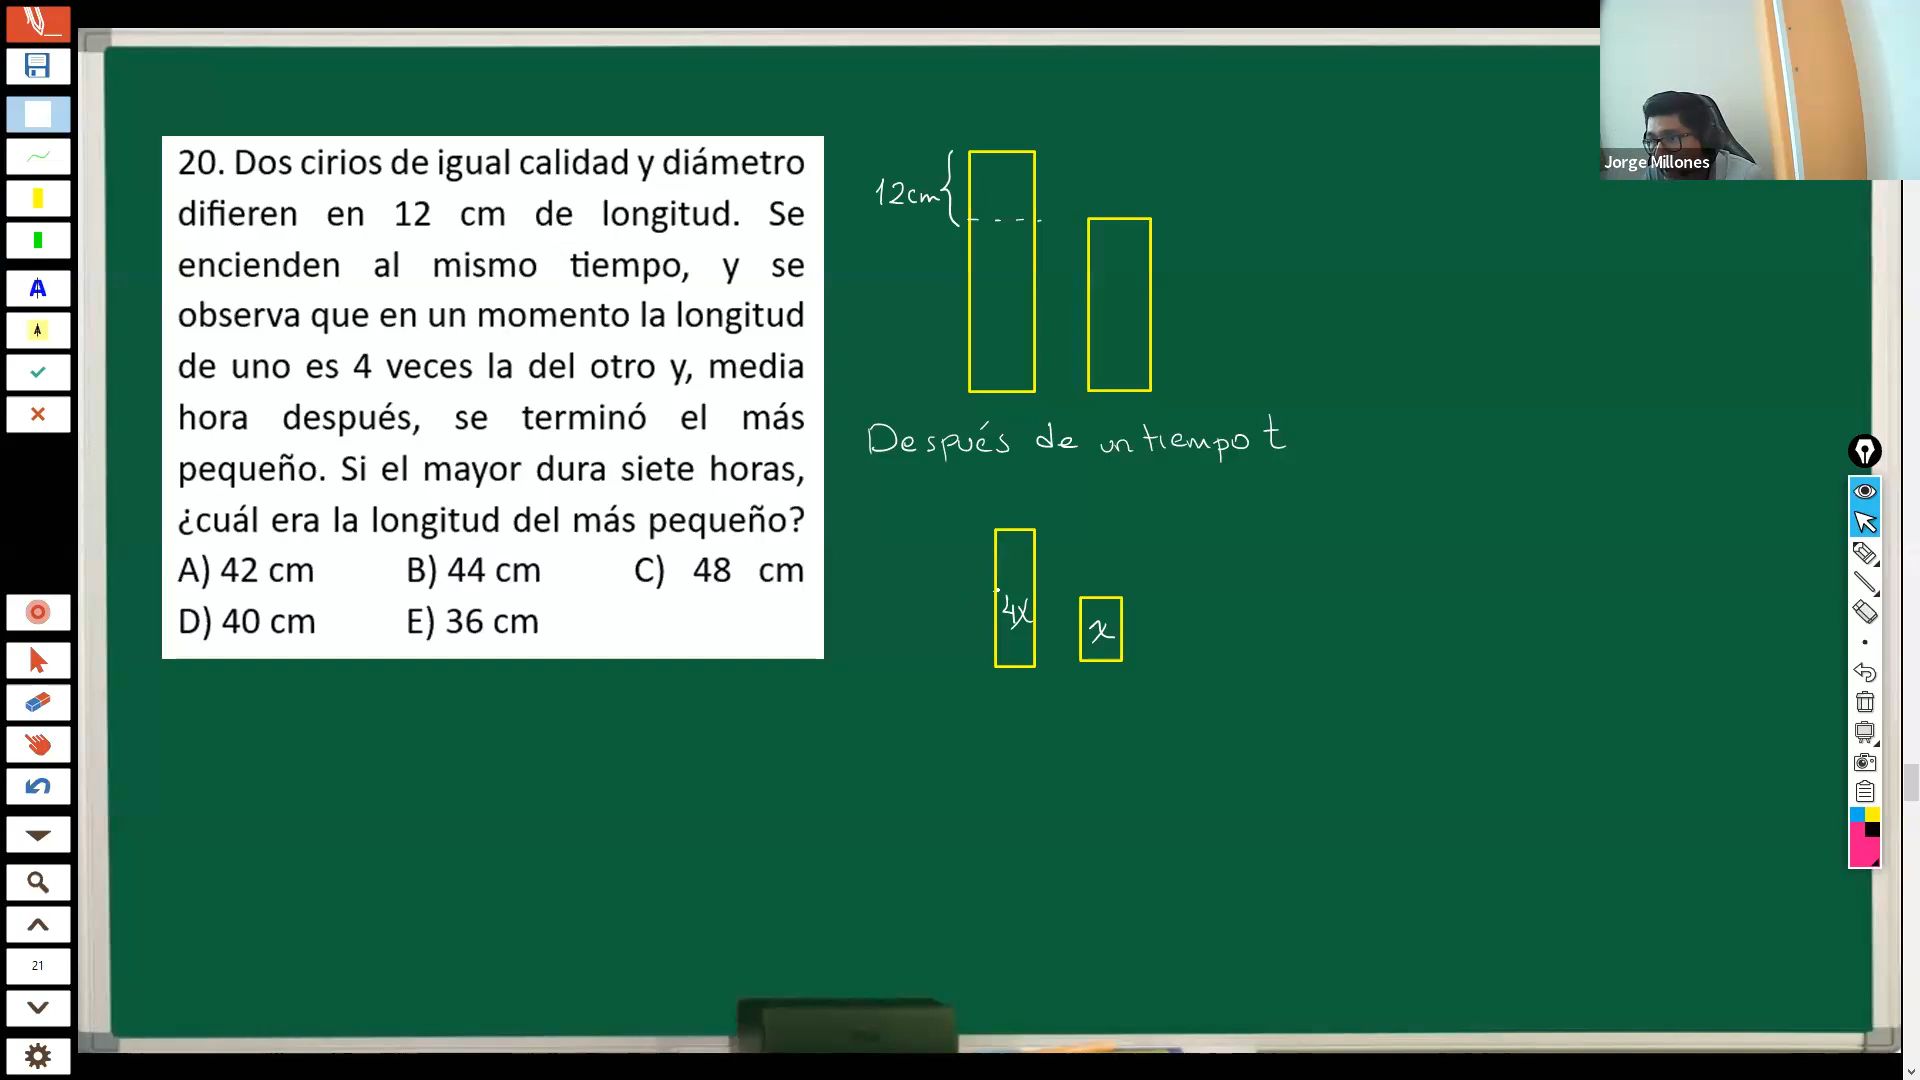 20. Dos cirios de igual calidad y diámetro
difieren en 12 cm de longitud. Se
encienden al mismo tiempo, y se
observa que en un momento la longitud
de uno es 4 veces la del otro y, media
hora después, se terminó el más
pequeño. Si el mayor dura siete horas,
¿cuál era la longitud del más pequeño?
A) 42 cm B) 44 cm C) 48 cm
D) 40 cm E) 36 cm
12cm
Después de un tiempo t
4x
x
Jorge Millones
A
A
21